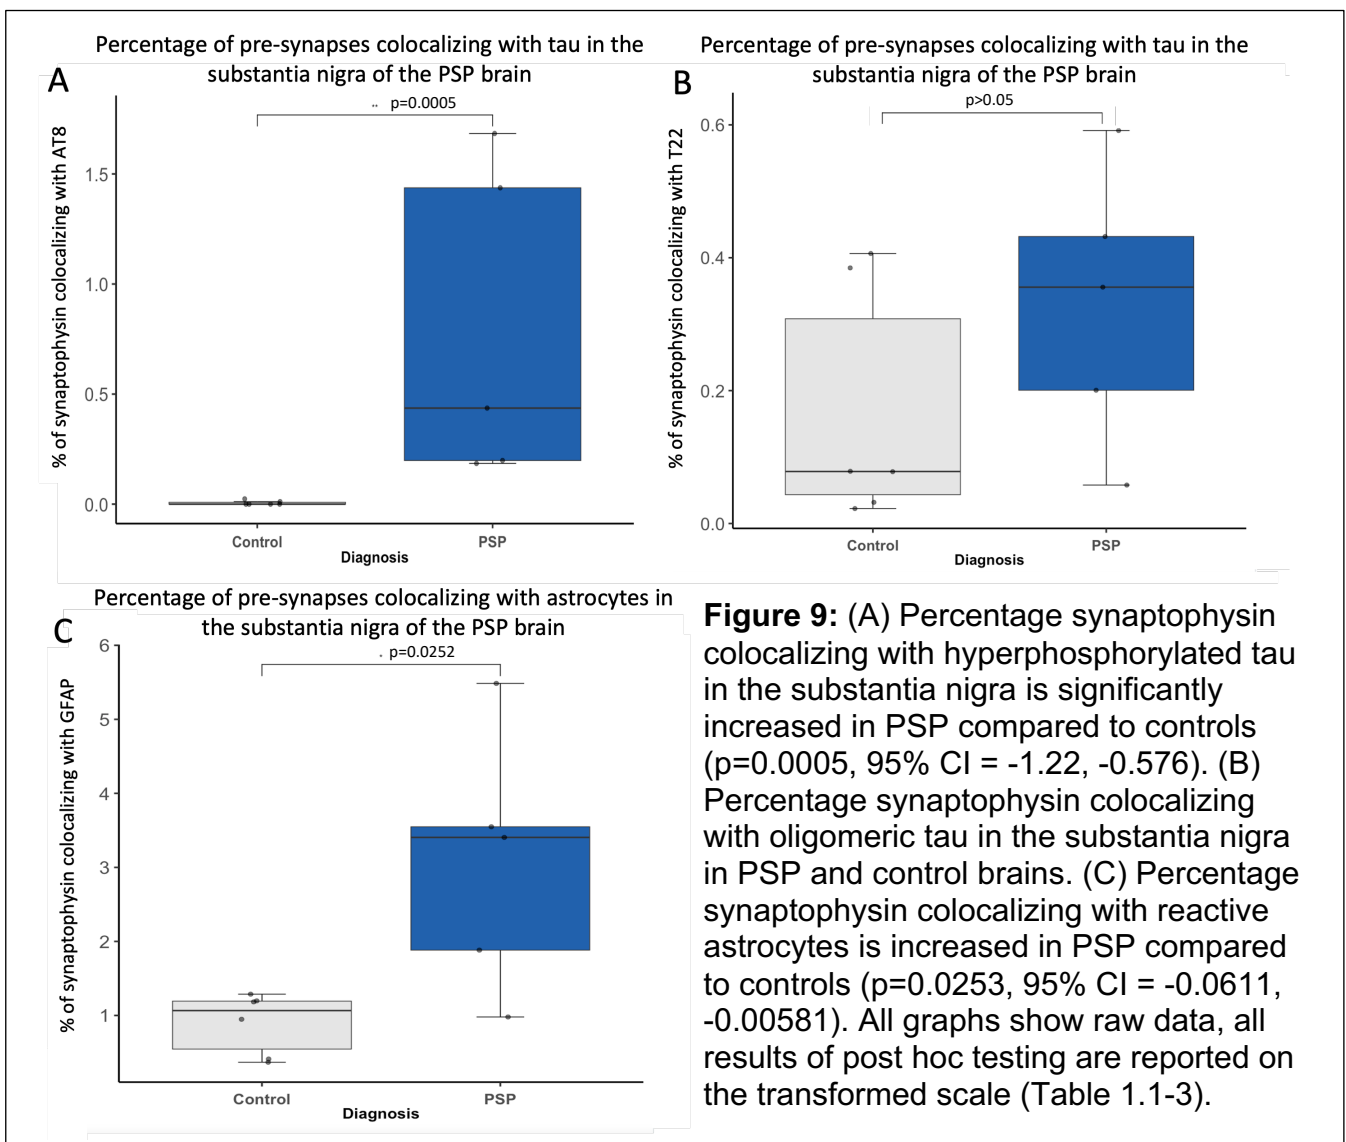 Percentage of pre-synapses colocalizing with tau in the
substantia nigra of the PSP brain
A
.. p=0.0005
% of synaptophysin colocalizing with AT8
1.5
1.0
0.5
0.0
Control
PSP
Diagnosis
Percentage of pre-synapses colocalizing with tau in the
substantia nigra of the PSP brain
B
p>0.05
% of synaptophysin colocalizing with T22
0.6
0.4
0.2
0.0
Control
PSP
Diagnosis
Percentage of pre-synapses colocalizing with astrocytes in
the substantia nigra of the PSP brain
C
. p=0.0252
% of synaptophysin colocalizing with GFAP
6
5
4
3
2
1
Control
PSP
Diagnosis
Figure 9: (A) Percentage synaptophysin
colocalizing with hyperphosphorylated tau
in the substantia nigra is significantly
increased in PSP compared to controls
(p=0.0005, 95% CI = -1.22, -0.576). (B)
Percentage synaptophysin colocalizing
with oligomeric tau in the substantia nigra
in PSP and control brains. (C) Percentage
synaptophysin colocalizing with reactive
astrocytes is increased in PSP compared
to controls (p=0.0253, 95% CI = -0.0611,
-0.00581). All graphs show raw data, all
results of post hoc testing are reported on
the transformed scale (Table 1.1-3).